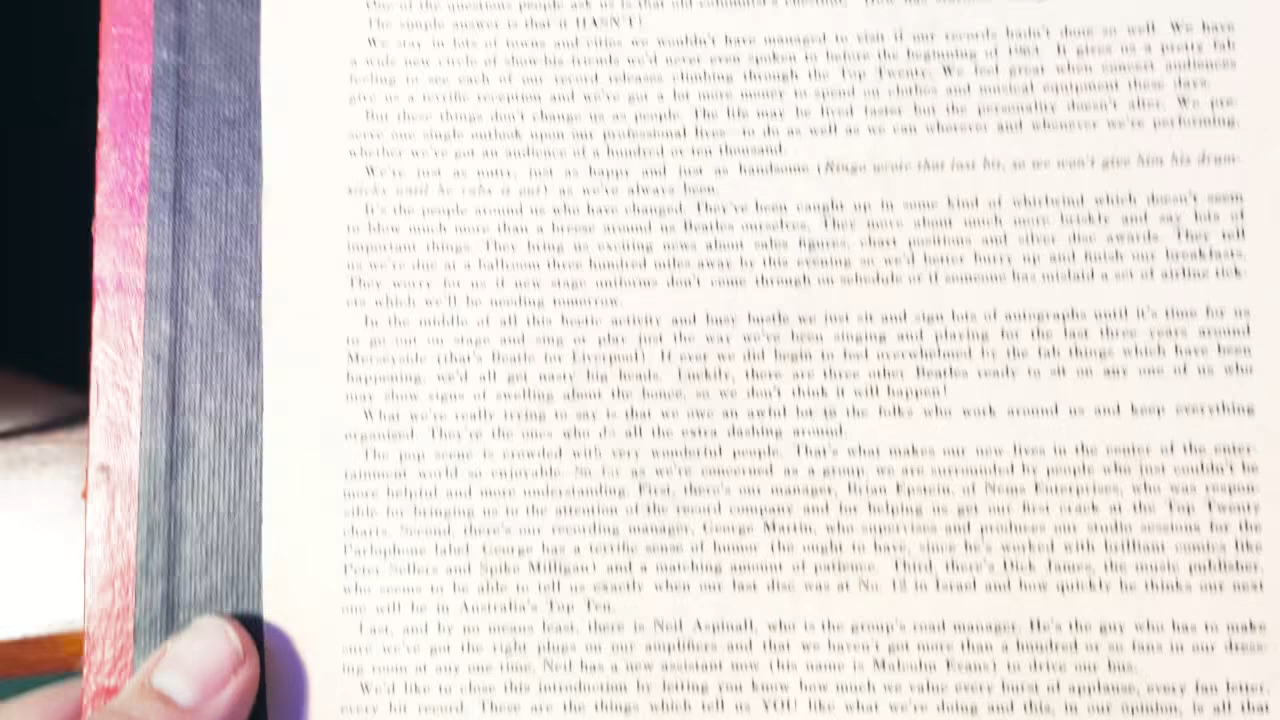 One of the questions people ask us is that old columnist's chestnut: "How has
The simple answer is that it HASN'T!
We stay in lots of towns and cities we wouldn't have managed to visit if our records hadn't done so well. We have
a wide new circle of show-biz friends we'd never even spoken to before the beginning of 1963. It gives us a pretty fab
feeling to see each of our record releases climbing through the Top Twenty. We feel great when concert audiences
give us a terrific reception and we've got a lot more money to spend on clothes and musical equipment these days.
But these things don't change us as people. The life may be lived faster but the personality doesn't alter. We pre-
serve one single outlook upon our professional lives—to do as well as we can wherever and whenever we're performing,
whether we've got an audience of a hundred or ten thousand.
We're just as nutty, just as happy and just as handsome (Ringo wrote that last bit, so we won't give him his drum-
sticks until he rubs it out) as we've always been.
It's the people around us who have changed. They've been caught up in some kind of whirlwind which doesn't seem
to blow much more than a breeze around us Beatles ourselves. They move about much more briskly and say lots of
important things. They bring us exciting news about sales figures, chart positions and silver disc awards. They tell
us we're due at a ballroom three hundred miles away by this evening so we'd better hurry up and finish our breakfasts.
They worry for us if new stage uniforms don't come through on schedule or if someone has mislaid a set of airline tick-
ets which we'll be needing tomorrow.
In the middle of all this hectic activity and busy bustle we just sit and sign lots of autographs until it's time for us
to go out on stage and sing or play just the way we've been singing and playing for the last three years around
Merseyside (that's Beatle for Liverpool). If ever we did begin to feel overwhelmed by the fab things which have been
happening, we'd all get nasty big heads. Luckily, there are three other Beatles ready to sit on any one of us who
may show signs of swelling about the bonce, so we don't think it will happen!
What we're really trying to say is that we owe an awful lot to the folks who work around us and keep everything
organised. They're the ones who do all the extra dashing around.
The pop scene is crowded with very wonderful people. That's what makes our new lives in the center of the enter-
tainment world so enjoyable. So far as we're concerned as a group, we are surrounded by people who just couldn't be
more helpful and more understanding. First, there's our manager, Brian Epstein, of Nems Enterprises, who was respon-
sible for bringing us to the attention of the record company and for helping us get our first crack at the Top Twenty
charts. Second, there's our recording manager, George Martin, who supervises and produces our studio sessions for the
Parlophone label. George has a terrific sense of humor (he ought to have, since he's worked with brilliant comics like
Peter Sellers and Spike Milligan) and a matching amount of patience. Third, there's Dick James, the music publisher,
who seems to be able to tell us exactly when our last disc was at No. 12 in Israel and how quickly he thinks our next
one will be in Australia's Top Ten.
Last, and by no means least, there is Neil Aspinall, who is the group's road manager. He's the guy who has to make
sure we've got the right plugs on our amplifiers and that we haven't got more than a hundred or so fans in our dress-
ing room at any one time. Neil has a new assistant now (his name is Malcolm Evans) to drive our bus.
We'd like to close this introduction by letting you know how much we value every burst of applause, every fan letter,
every hit record. These are the things which tell us YOU like what we're doing and this, in our opinion, is all that